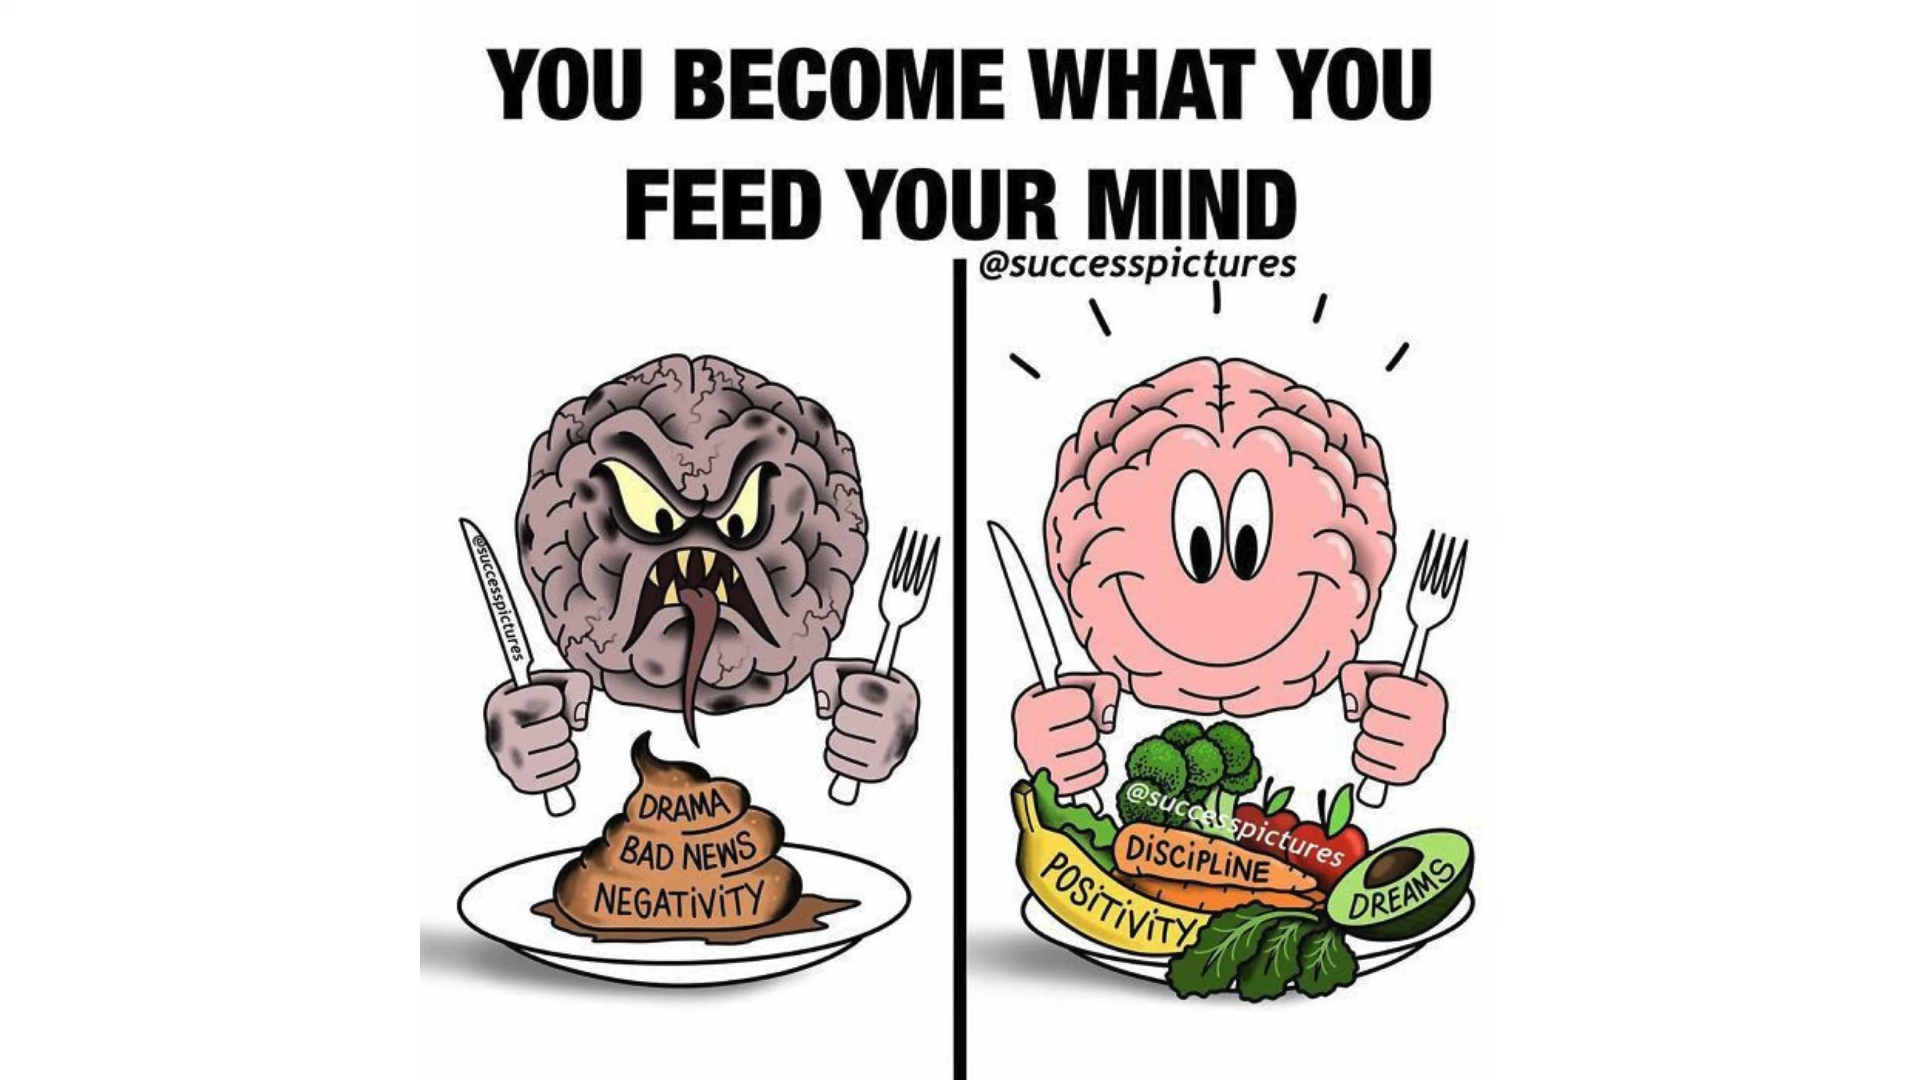 YOU BECOME WHAT YOU
FEED YOUR MIND
@successpictures
@successpictures
DRAMA
BAD NEWS
NEGATiViTY
@successpictures
DiSCiPLiNE
POSiTiViTY
DREAMS